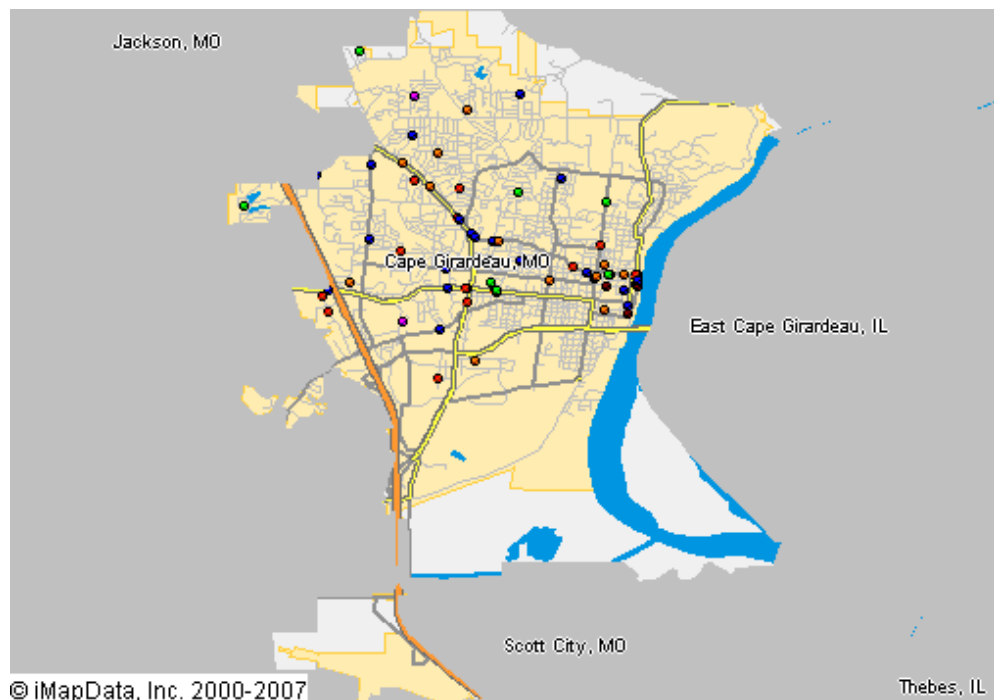 Jackson, MO
Cape Girardeau, MO
East Cape Girardeau, IL
Scott City, MO
Thebes, IL
© iMapData, Inc. 2000-2007